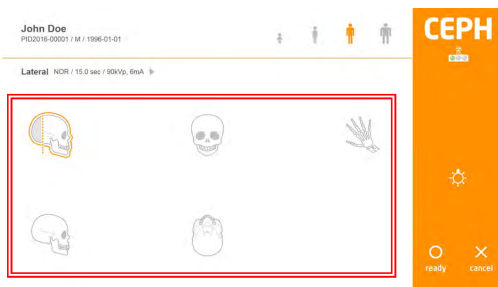 John Doe
PID2016-00001 / M / 1996-01-01
Lateral NOR / 15.0 sec / 90kVp, 6mA
CEPH
ready
cancel